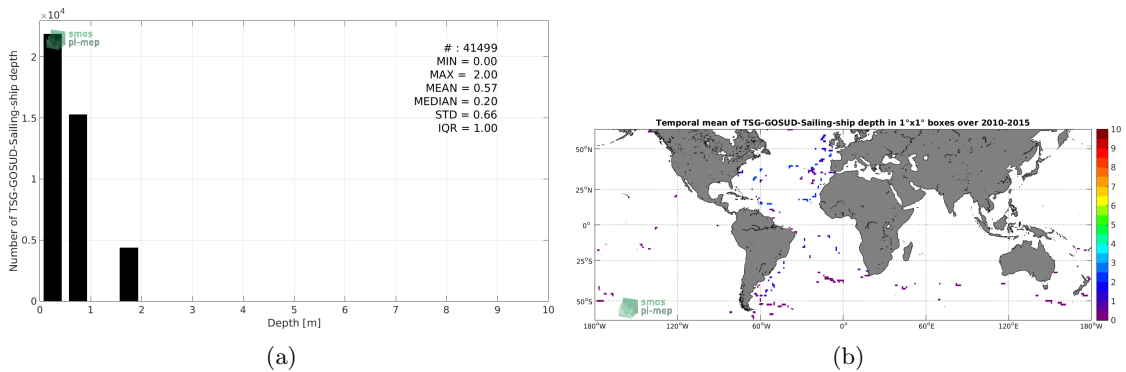 ×10⁴
smos
pi-mep
# : 41499
MIN = 0.00
MAX = 2.00
MEAN = 0.57
MEDIAN = 0.20
STD = 0.66
IQR = 1.00
2
1.5
1
0.5
0
Number of TSG-GOSUD-Sailing-ship depth
0 1 2 3 4 5 6 7 8 9 10
Depth [m]
(a)
Temporal mean of TSG-GOSUD-Sailing-ship depth in 1°x1° boxes over 2010-2015
50°N
25°N
0°
25°S
50°S
smos
pi-mep
180°W 120°W 60°W 0° 60°E 120°E 180°W
10
9
8
7
6
5
4
3
2
1
0
(b)